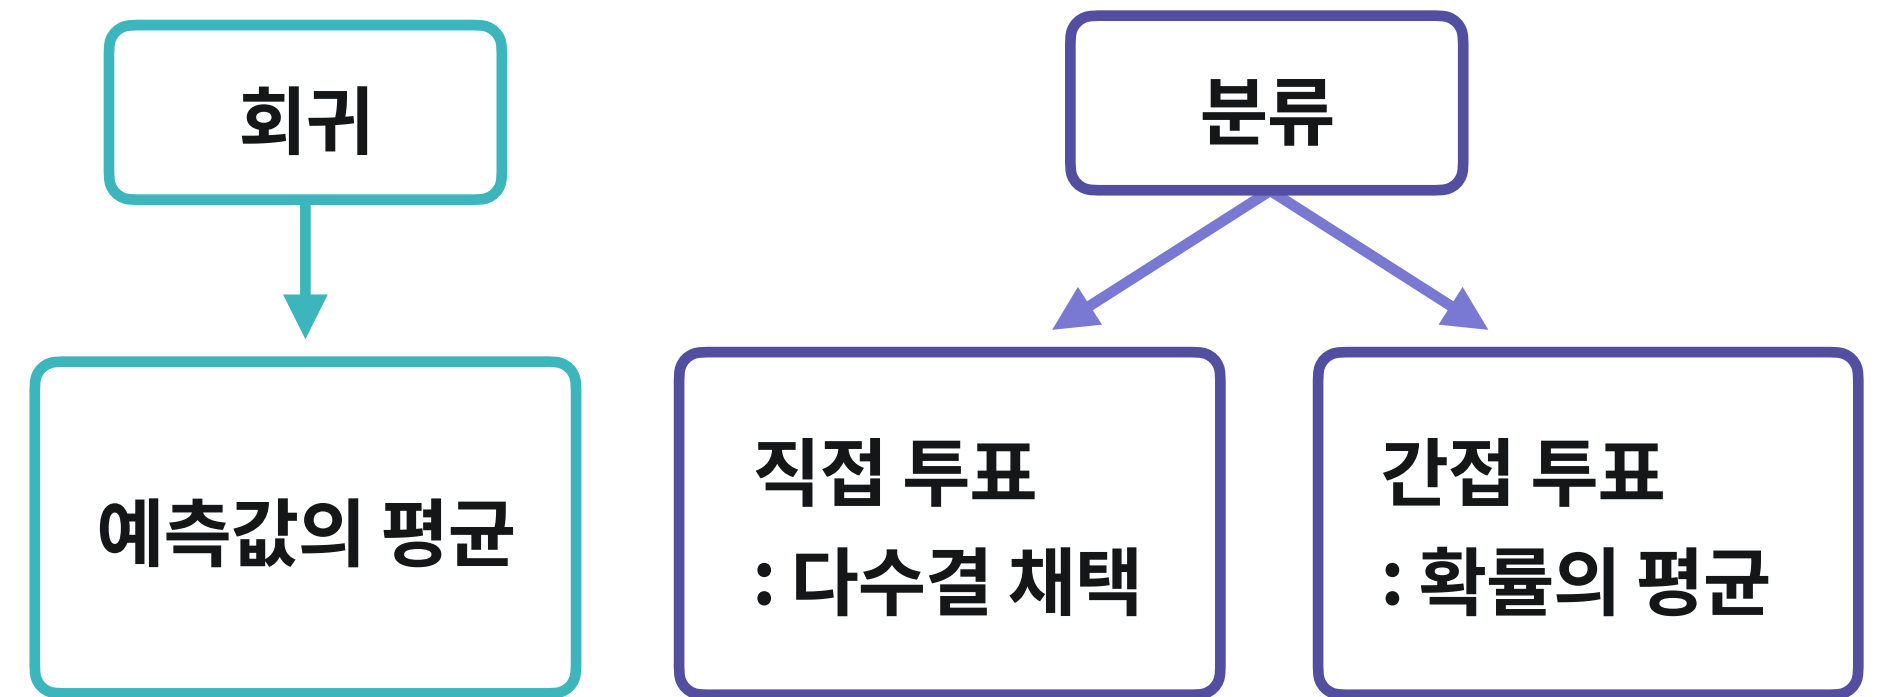 회귀
분류
예측값의 평균
직접 투표
: 다수결 채택
간접 투표
: 확률의 평균